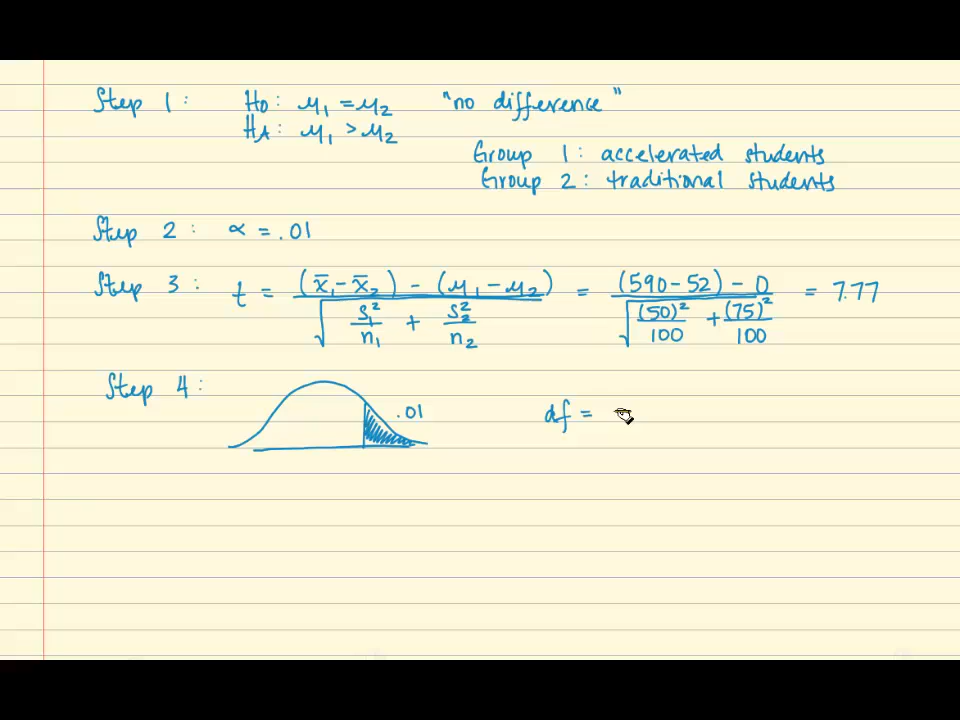 Step 1: H0: μ₁ = μ₂ "no difference"
HA: μ₁ > μ₂
Group 1: accelerated students
Group 2: traditional students
Step 2: α = .01
Step 3: t = (x̄₁ - x̄₂) - (μ₁ - μ₂) / √(s₁²/n₁ + s₂²/n₂) = (590 - 52) - 0 / √((50)²/100 + (75)²/100) = 7.77
Step 4:
.01
df =